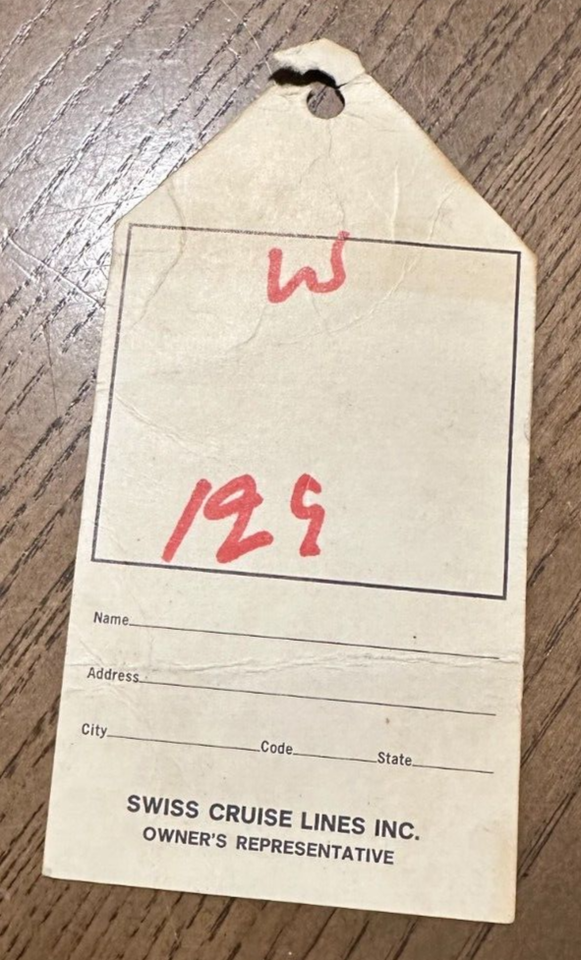 W
129
Name
Address
City Code State
SWISS CRUISE LINES INC.
OWNER'S REPRESENTATIVE